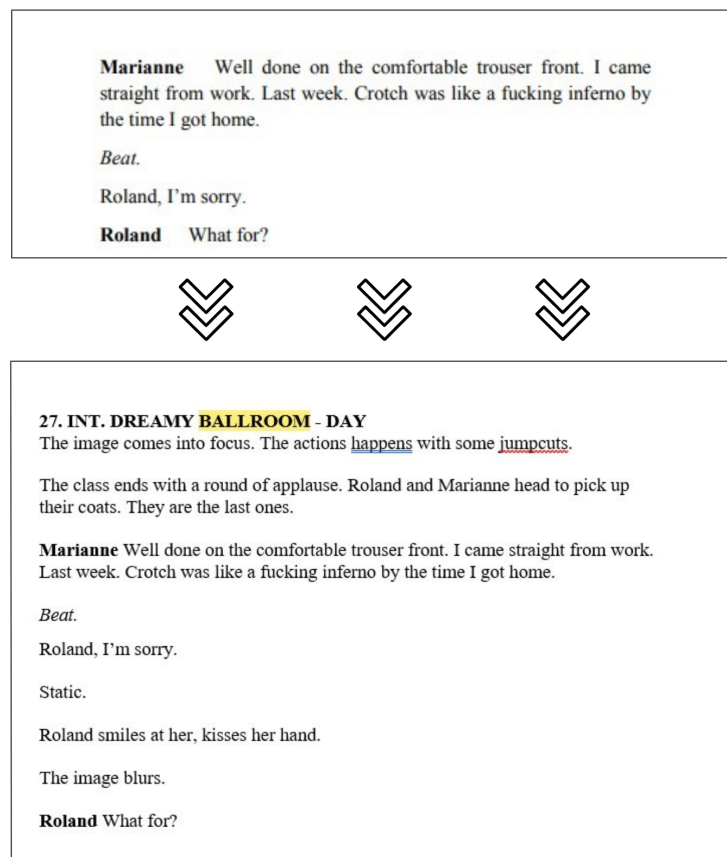 Marianne Well done on the comfortable trouser front. I came
straight from work. Last week. Crotch was like a fucking inferno by
the time I got home.
Beat.
Roland, I'm sorry.
Roland What for?
27. INT. DREAMY BALLROOM - DAY
The image comes into focus. The actions happens with some jumpcuts.
The class ends with a round of applause. Roland and Marianne head to pick up
their coats. They are the last ones.
Marianne Well done on the comfortable trouser front. I came straight from work.
Last week. Crotch was like a fucking inferno by the time I got home.
Beat.
Roland, I'm sorry.
Static.
Roland smiles at her, kisses her hand.
The image blurs.
Roland What for?